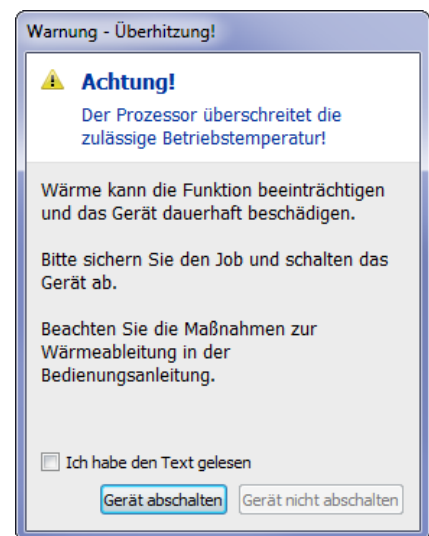 Warnung - Überhitzung!
Achtung!
Der Prozessor überschreitet die
zulässige Betriebstemperatur!
Wärme kann die Funktion beeinträchtigen
und das Gerät dauerhaft beschädigen.
Bitte sichern Sie den Job und schalten das
Gerät ab.
Beachten Sie die Maßnahmen zur
Wärmeableitung in der
Bedienungsanleitung.
Ich habe den Text gelesen
Gerät abschalten Gerät nicht abschalten